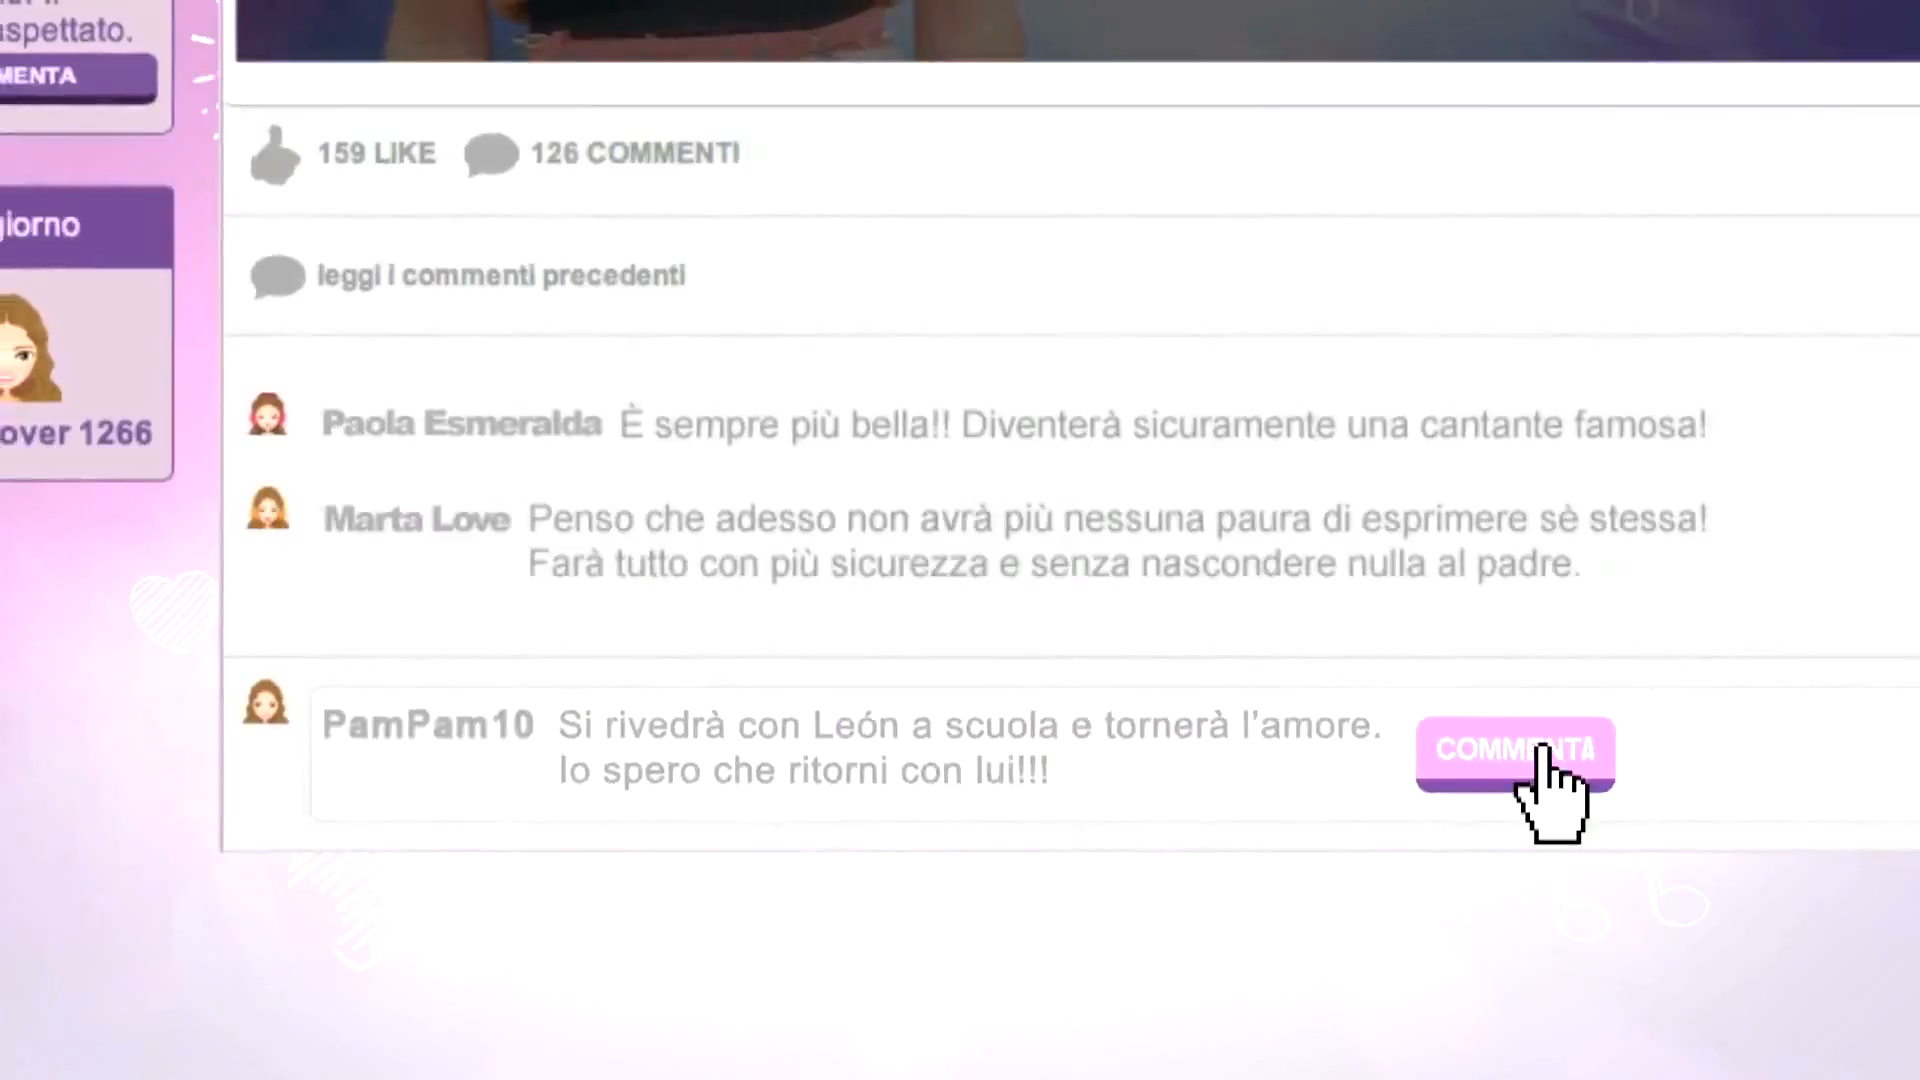 spettato.
MENTA
giorno
over 1266
159 LIKE
126 COMMENTI
leggi i commenti precedenti
Paola Esmeralda È sempre più bella!! Diventerà sicuramente una cantante famosa!
Marta Love Penso che adesso non avrà più nessuna paura di esprimere sè stessa!
Farà tutto con più sicurezza e senza nascondere nulla al padre.
PamPam10 Si rivedrà con León a scuola e tornerà l'amore.
Io spero che ritorni con lui!!!
COMMENTA